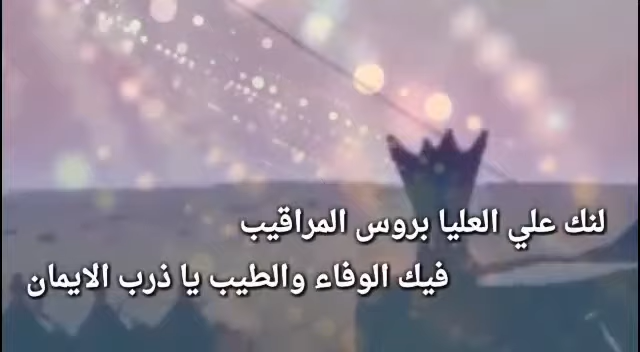 لنك علي العليا بروس المراقيب
فيك الوفاء والطيب يا ذرب الايمان